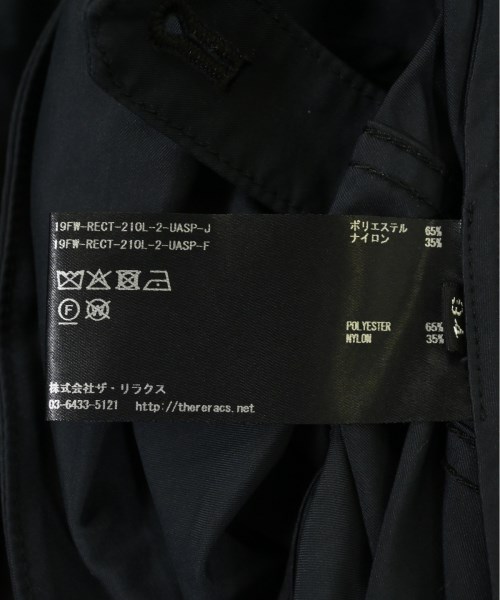 19FW-RECT-210L-2-UASP-J
19FW-RECT-210L-2-UASP-F
ポリエステル 65%
ナイロン 35%
F W
POLYESTER 65%
NYLON 35%
株式会社ザ・リラクス
03-6433-5121 http://thereracs.net